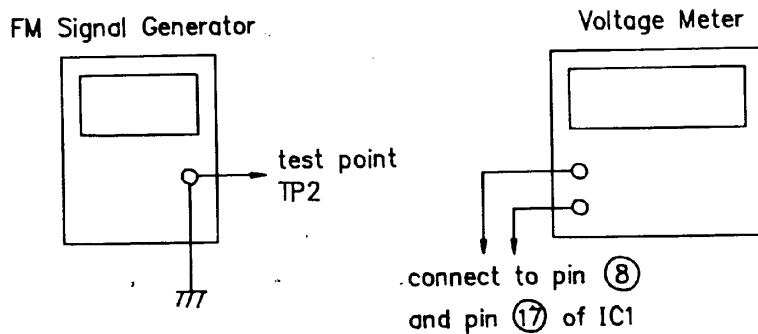 FM Signal Generator
Voltage Meter
test point
TP2
connect to pin ⑧
and pin ⑰ of IC1